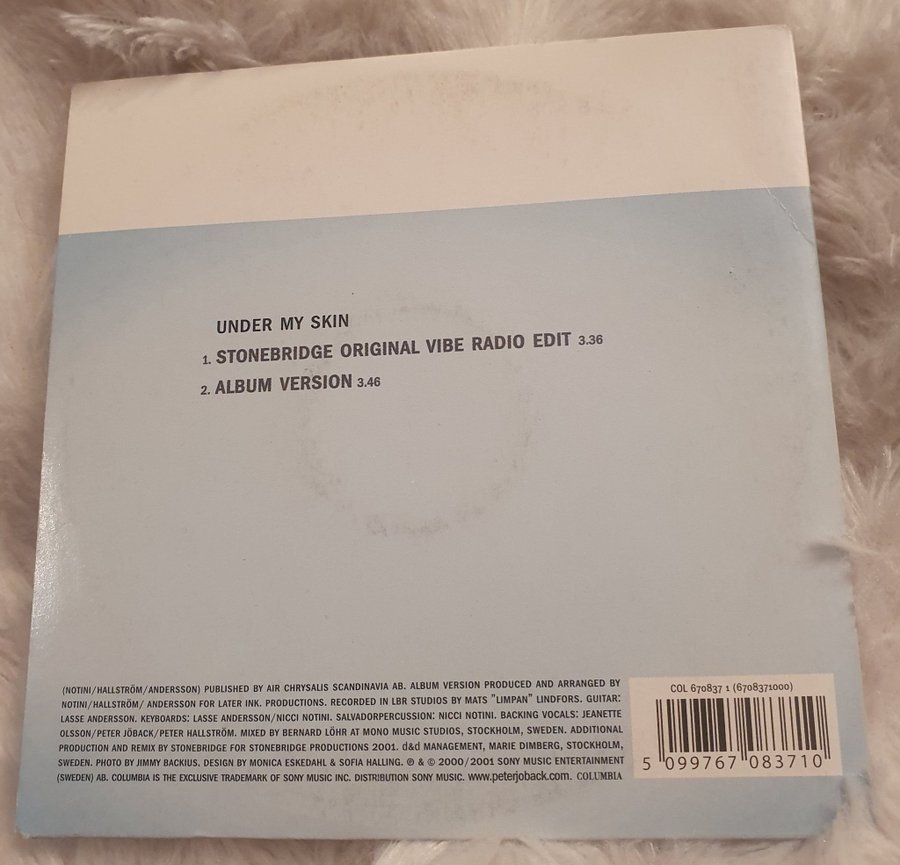 UNDER MY SKIN
1. STONEBRIDGE ORIGINAL VIBE RADIO EDIT 3.36
2. ALBUM VERSION 3.46
(NOTINI/HALLSTRÖM/ANDERSSON) PUBLISHED BY AIR CHRYSALIS SCANDINAVIA AB. ALBUM VERSION PRODUCED AND ARRANGED BY
NOTINI/HALLSTRÖM/ ANDERSSON FOR LATER INK. PRODUCTIONS. RECORDED IN LBR STUDIOS BY MATS "LIMPAN" LINDFORS. GUITAR:
LASSE ANDERSSON. KEYBOARDS: LASSE ANDERSSON/NICCI NOTINI. SALVADORPERCUSSION: NICCI NOTINI. BACKING VOCALS: JEANETTE
OLSSON/PETER JÖBACK/PETER HALLSTRÖM. MIXED BY BERNARD LÖHR AT MONO MUSIC STUDIOS, STOCKHOLM, SWEDEN. ADDITIONAL
PRODUCTION AND REMIX BY STONEBRIDGE FOR STONEBRIDGE PRODUCTIONS 2001. d&d MANAGEMENT, MARIE DIMBERG, STOCKHOLM,
SWEDEN. PHOTO BY JIMMY BACKIUS. DESIGN BY MONICA ESKEDAHL & SOFIA HALLING. ℗ & © 2000/2001 SONY MUSIC ENTERTAINMENT
(SWEDEN) AB. COLUMBIA IS THE EXCLUSIVE TRADEMARK OF SONY MUSIC INC. DISTRIBUTION SONY MUSIC. www.peterjoback.com. COLUMBIA
COL 670837 1 (6708371000)
5 099767 083710